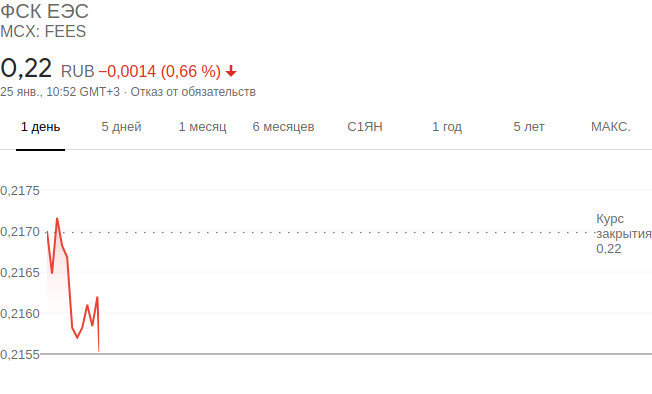 ФСК ЕЭС
MCX: FEES
0,22 RUB −0,0014 (0,66 %)
25 янв., 10:52 GMT+3 · Отказ от обязательств
1 день 5 дней 1 месяц 6 месяцев С1ЯН 1 год 5 лет МАКС.
0,2175
0,2170
0,2165
0,2160
0,2155
Курс
закрытия
0,22